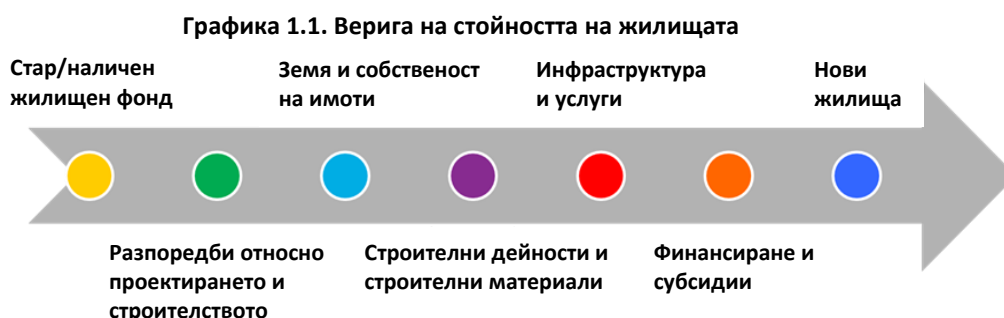 Графика 1.1. Верига на стойността на жилищата
Стар/наличен
жилищен фонд
Земя и собственост
на имоти
Инфраструктура
и услуги
Нови
жилища
Разпоредби относно
проектирането и
строителството
Строителни дейности и
строителни материали
Финансиране и
субсидии